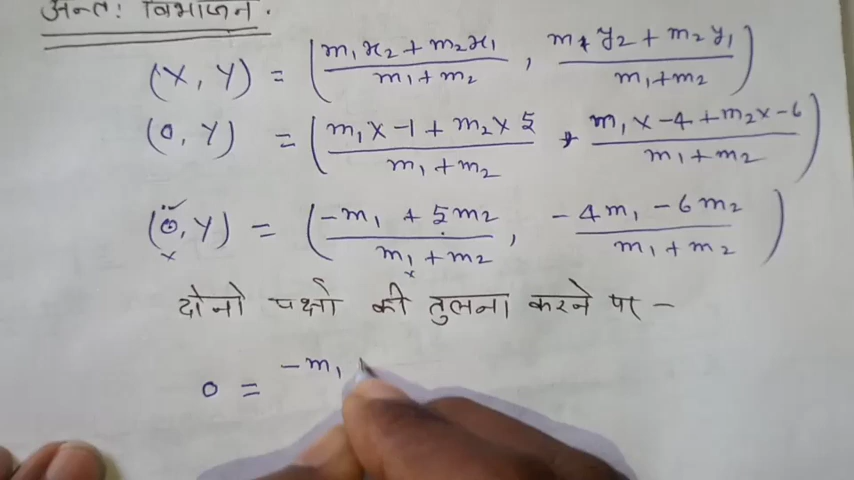 अन्तः विभाजन.
(X, Y) = ( m₁x₂ + m₂x₁ / m₁ + m₂ , m₁y₂ + m₂y₁ / m₁ + m₂ )
(0, Y) = ( m₁ x -1 + m₂ x 5 / m₁ + m₂ , m₁ x -4 + m₂ x -6 / m₁ + m₂ )
(0, Y) = ( -m₁ + 5m₂ / m₁ + m₂ , -4m₁ - 6m₂ / m₁ + m₂ )
दोनो पक्षो की तुलना करने पर -
0 = -m₁